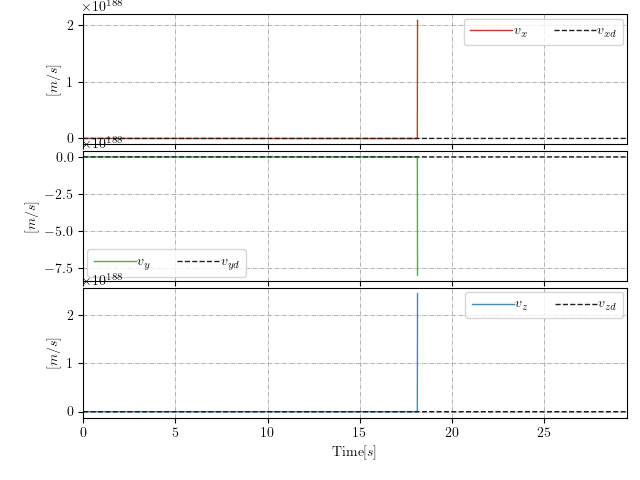 ×10^188
2
1
0
[m/s]
v_x
v_xd
×10^188
0.0
−2.5
−5.0
−7.5
[m/s]
v_y
v_yd
×10^188
2
1
0
[m/s]
v_z
v_zd
0 5 10 15 20 25
Time[s]